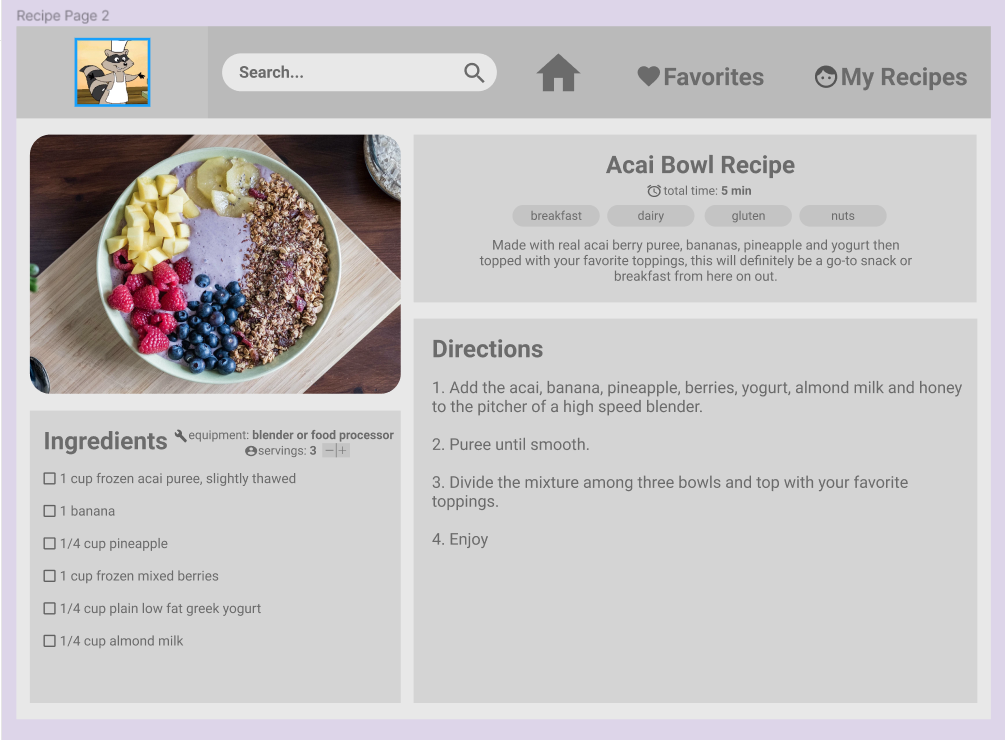 Recipe Page 2
Search...
Favorites
My Recipes
Acai Bowl Recipe
total time: 5 min
breakfast
dairy
gluten
nuts
Made with real acai berry puree, bananas, pineapple and yogurt then
topped with your favorite toppings, this will definitely be a go-to snack or
breakfast from here on out.
Ingredients
equipment: blender or food processor
servings: 3 −|+
1 cup frozen acai puree, slightly thawed
1 banana
1/4 cup pineapple
1 cup frozen mixed berries
1/4 cup plain low fat greek yogurt
1/4 cup almond milk
Directions
1. Add the acai, banana, pineapple, berries, yogurt, almond milk and honey
to the pitcher of a high speed blender.
2. Puree until smooth.
3. Divide the mixture among three bowls and top with your favorite
toppings.
4. Enjoy